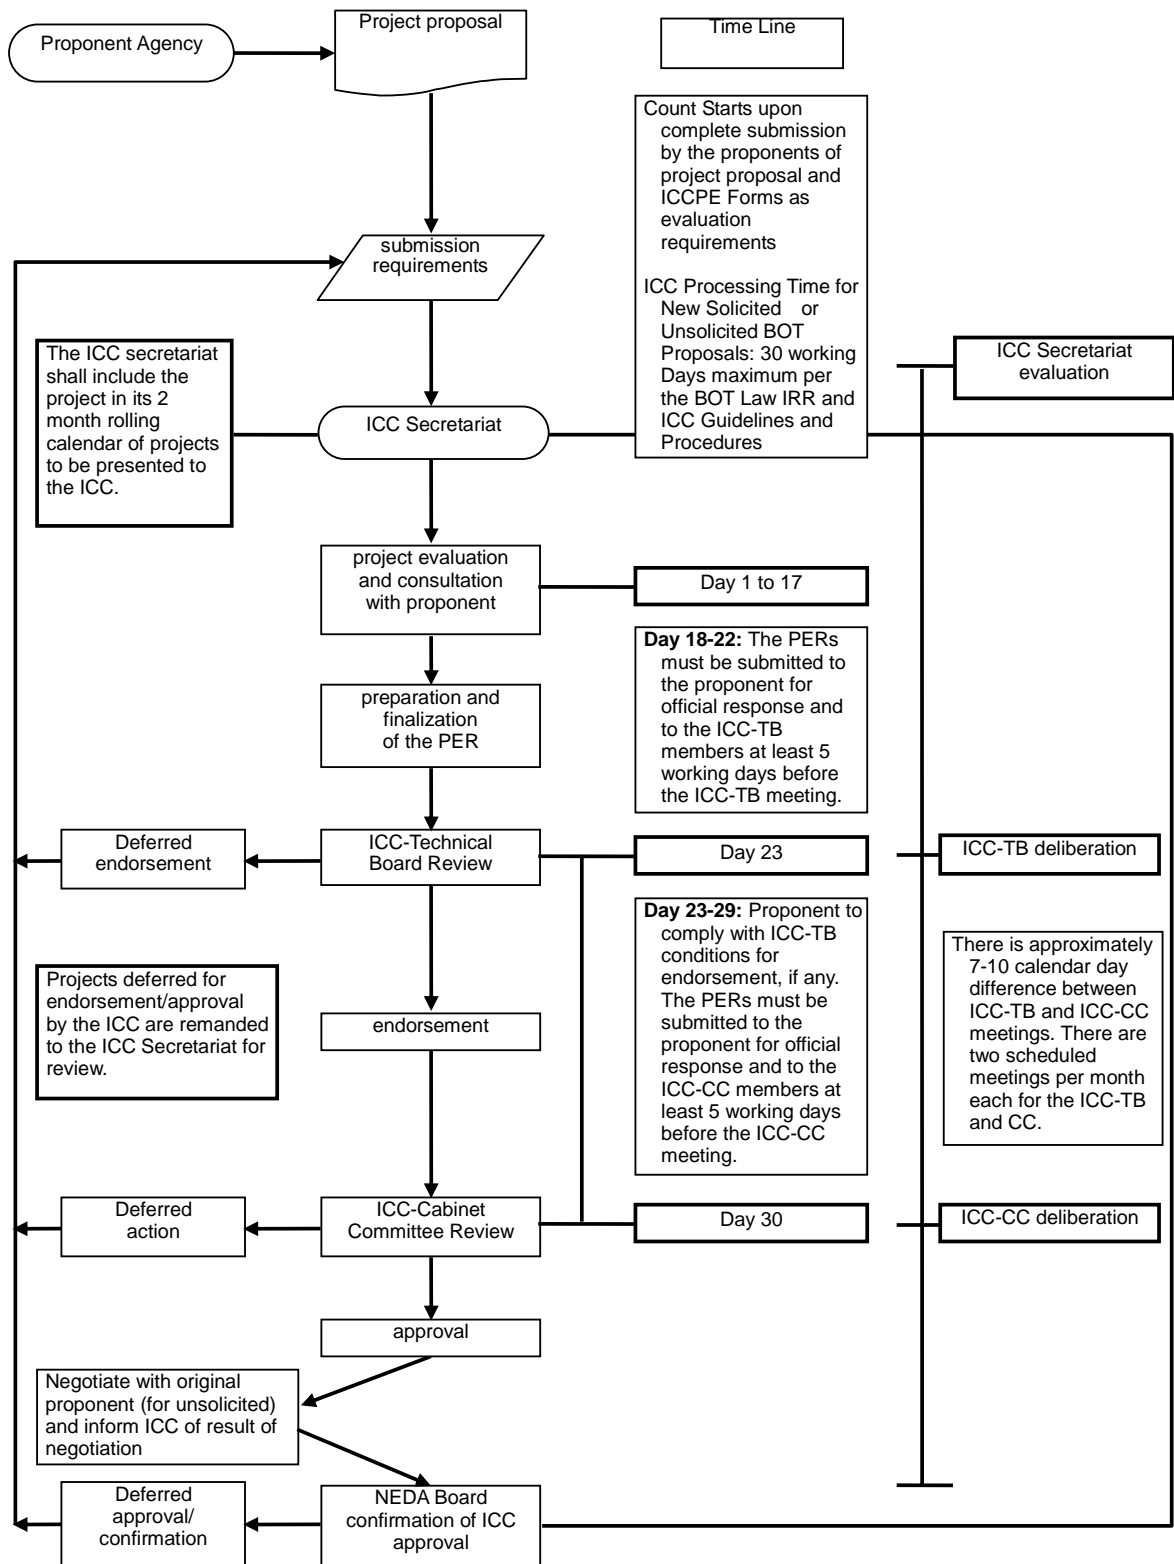 Project proposal
Proponent Agency
Time Line
Count Starts upon
complete submission
by the proponents of
project proposal and
ICCPE Forms as
evaluation
requirements
submission
requirements
ICC Processing Time for
New Solicited or
Unsolicited BOT
Proposals: 30 working
Days maximum per
the BOT Law IRR and
ICC Guidelines and
Procedures
The ICC secretariat
shall include the
project in its 2
month rolling
calendar of projects
to be presented to
the ICC.
ICC Secretariat
evaluation
ICC Secretariat
project evaluation
and consultation
with proponent
Day 1 to 17
preparation and
finalization
of the PER
Day 18-22: The PERs
must be submitted to
the proponent for
official response and
to the ICC-TB
members at least 5
working days before
the ICC-TB meeting.
Deferred
endorsement
ICC-Technical
Board Review
Day 23
ICC-TB deliberation
Projects deferred for
endorsement/approval
by the ICC are remanded
to the ICC Secretariat for
review.
endorsement
Day 23-29: Proponent to
comply with ICC-TB
conditions for
endorsement, if any.
The PERs must be
submitted to the
proponent for official
response and to the
ICC-CC members at
least 5 working days
before the ICC-CC
meeting.
There is approximately
7-10 calendar day
difference between
ICC-TB and ICC-CC
meetings. There are
two scheduled
meetings per month
each for the ICC-TB
and CC.
Deferred
action
ICC-Cabinet
Committee Review
Day 30
ICC-CC deliberation
approval
Negotiate with original
proponent (for unsolicited)
and inform ICC of result of
negotiation
Deferred
approval/
confirmation
NEDA Board
confirmation of ICC
approval